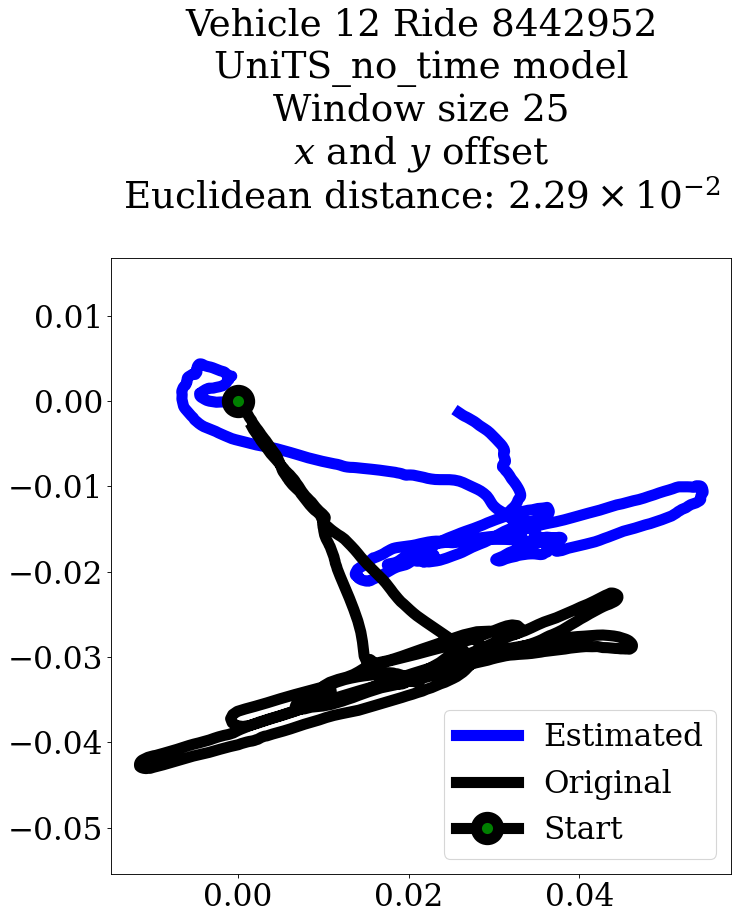 Vehicle 12 Ride 8442952
UniTS_no_time model
Window size 25
x and y offset
Euclidean distance: 2.29 × 10⁻²
0.01
0.00
−0.01
−0.02
−0.03
−0.04
−0.05
0.00 0.02 0.04
Estimated
Original
Start